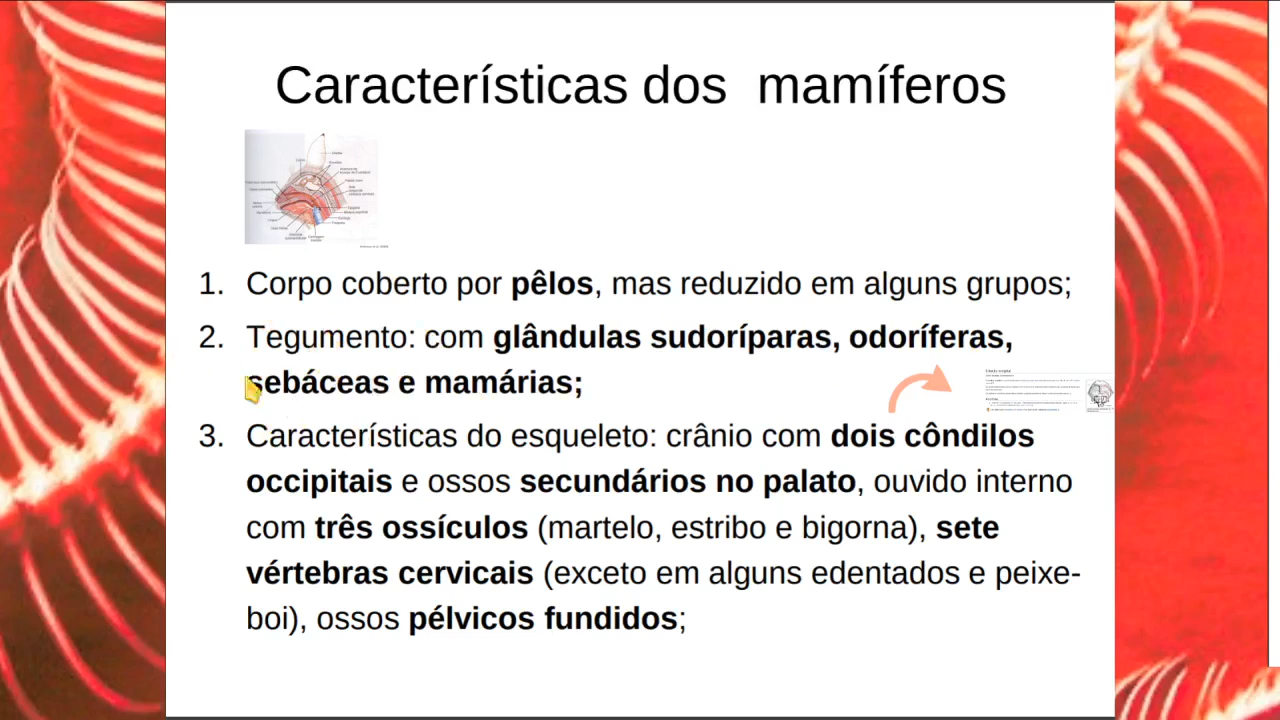 Características dos mamíferos
1. Corpo coberto por pêlos, mas reduzido em alguns grupos;
2. Tegumento: com glândulas sudoríparas, odoríferas,
sebáceas e mamárias;
3. Características do esqueleto: crânio com dois côndilos
occipitais e ossos secundários no palato, ouvido interno
com três ossículos (martelo, estribo e bigorna), sete
vértebras cervicais (exceto em alguns edentados e peixe-
boi), ossos pélvicos fundidos;